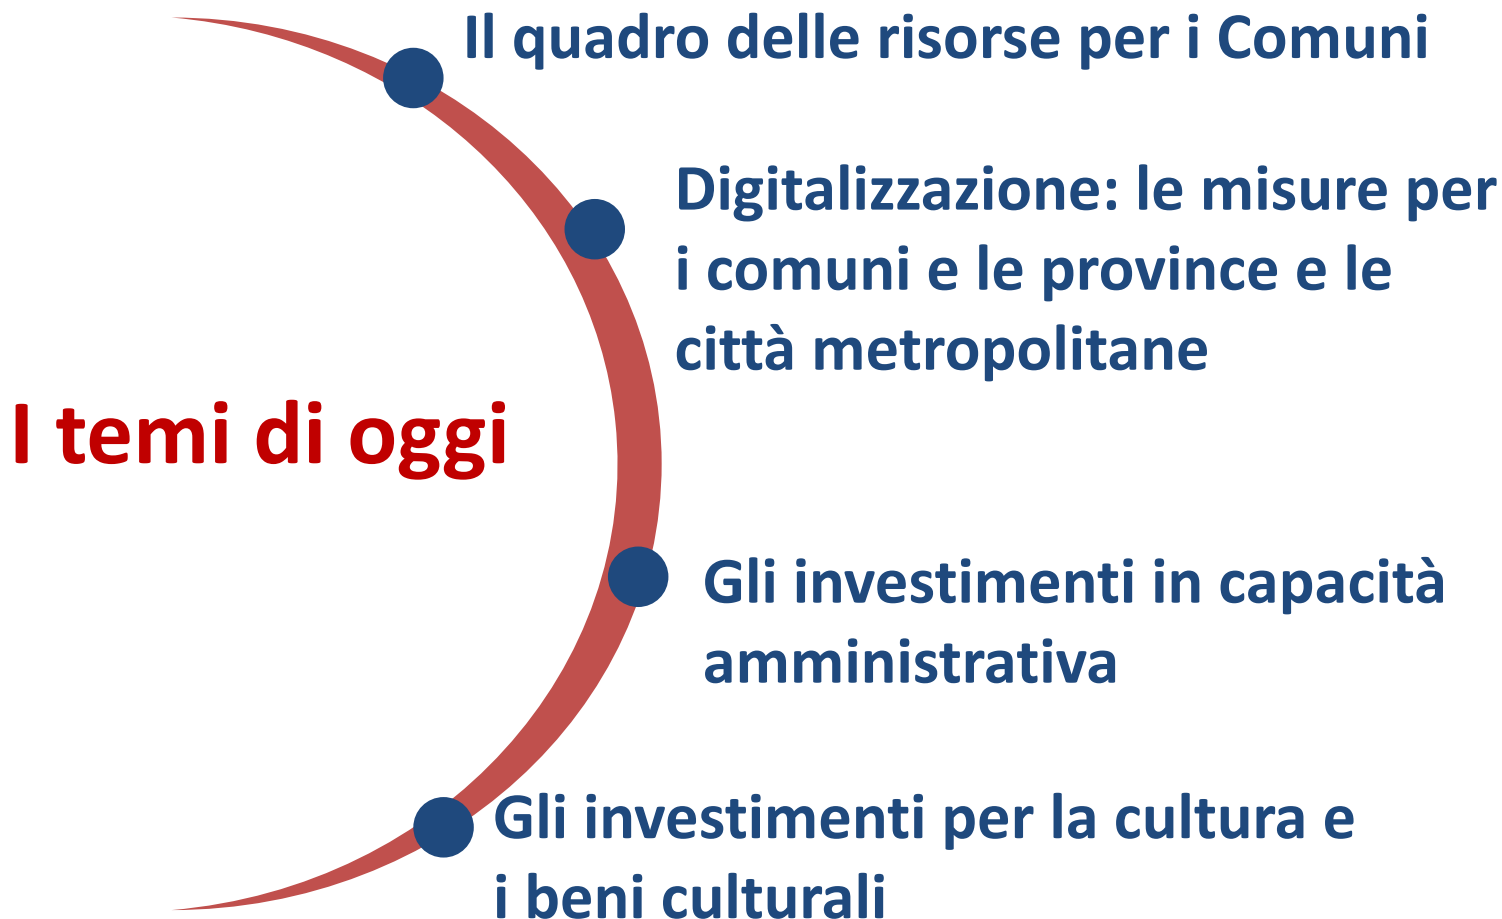 I temi di oggi
Il quadro delle risorse per i Comuni
Digitalizzazione: le misure per
i comuni e le province e le
città metropolitane
Gli investimenti in capacità
amministrativa
Gli investimenti per la cultura e
i beni culturali